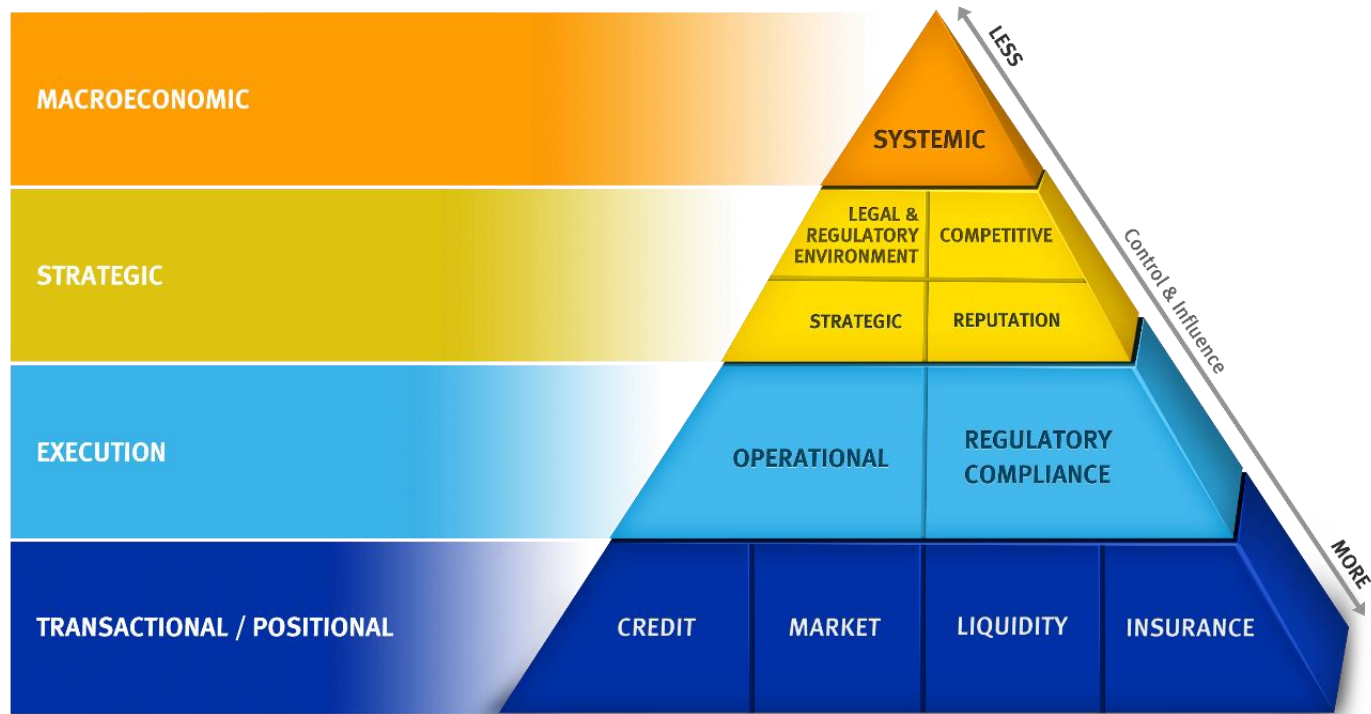 LESS
MACROECONOMIC
SYSTEMIC
LEGAL &
REGULATORY
ENVIRONMENT
COMPETITIVE
Control & Influence
STRATEGIC
STRATEGIC
REPUTATION
EXECUTION
OPERATIONAL
REGULATORY
COMPLIANCE
MORE
TRANSACTIONAL / POSITIONAL
CREDIT
MARKET
LIQUIDITY
INSURANCE